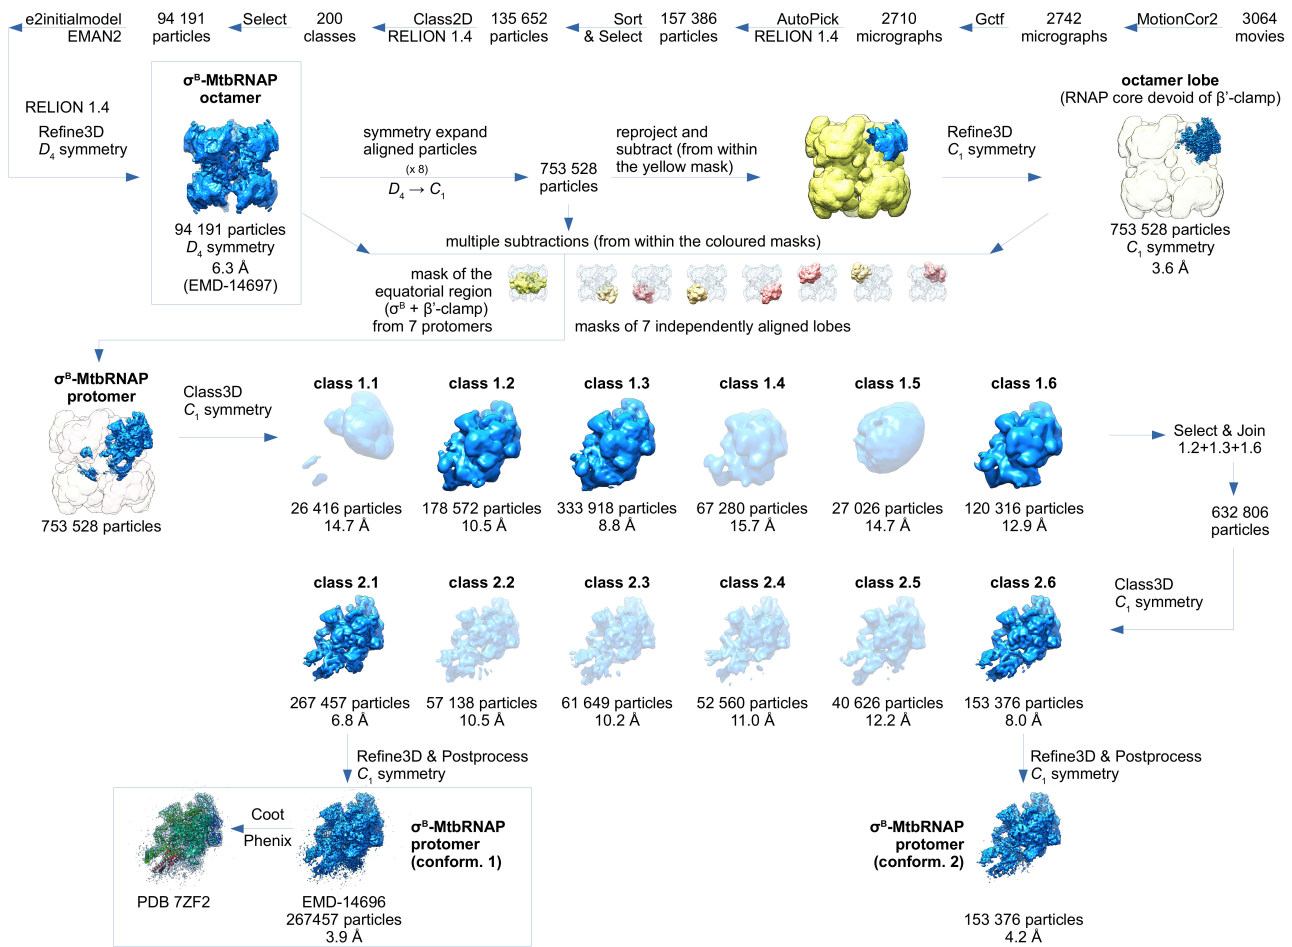 e2initialmodel
EMAN2
94 191
particles
Select
200
classes
Class2D
RELION 1.4
135 652
particles
Sort
& Select
157 386
particles
AutoPick
RELION 1.4
2710
micrographs
Gctf
2742
micrographs
MotionCor2
3064
movies
RELION 1.4
Refine3D
D4 symmetry
σB-MtbRNAP
octamer
94 191 particles
D4 symmetry
6.3 Å
(EMD-14697)
symmetry expand
aligned particles
(x 8)
D4 → C1
753 528
particles
reproject and
subtract (from within
the yellow mask)
Refine3D
C1 symmetry
octamer lobe
(RNAP core devoid of β’-clamp)
753 528 particles
C1 symmetry
3.6 Å
multiple subtractions (from within the coloured masks)
mask of the
equatorial region
(σB + β’-clamp)
from 7 protomers
masks of 7 independently aligned lobes
σB-MtbRNAP
protomer
753 528 particles
Class3D
C1 symmetry
class 1.1
26 416 particles
14.7 Å
class 1.2
178 572 particles
10.5 Å
class 1.3
333 918 particles
8.8 Å
class 1.4
67 280 particles
15.7 Å
class 1.5
27 026 particles
14.7 Å
class 1.6
120 316 particles
12.9 Å
Select & Join
1.2+1.3+1.6
632 806
particles
Class3D
C1 symmetry
class 2.1
267 457 particles
6.8 Å
class 2.2
57 138 particles
10.5 Å
class 2.3
61 649 particles
10.2 Å
class 2.4
52 560 particles
11.0 Å
class 2.5
40 626 particles
12.2 Å
class 2.6
153 376 particles
8.0 Å
Refine3D & Postprocess
C1 symmetry
Refine3D & Postprocess
C1 symmetry
Coot
Phenix
PDB 7ZF2
σB-MtbRNAP
protomer
(conform. 1)
EMD-14696
267457 particles
3.9 Å
σB-MtbRNAP
protomer
(conform. 2)
153 376 particles
4.2 Å